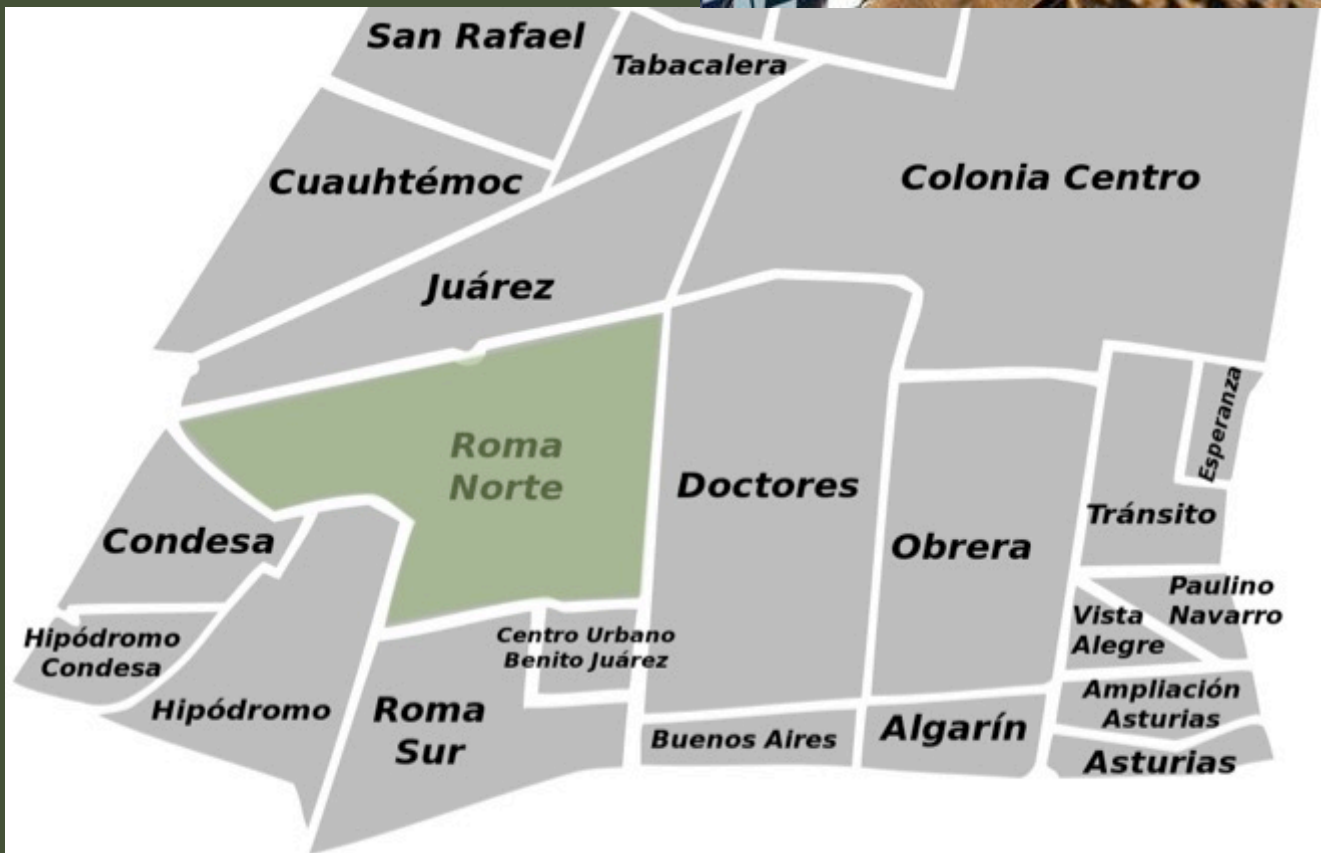 San Rafael
Tabacalera
Cuauhtémoc
Colonia Centro
Juárez
Esperanza
Roma
Norte
Doctores
Tránsito
Condesa
Obrera
Paulino
Navarro
Vista
Alegre
Hipódromo
Condesa
Centro Urbano
Benito Juárez
Hipódromo
Roma
Sur
Ampliación
Asturias
Buenos Aires
Algarín
Asturias